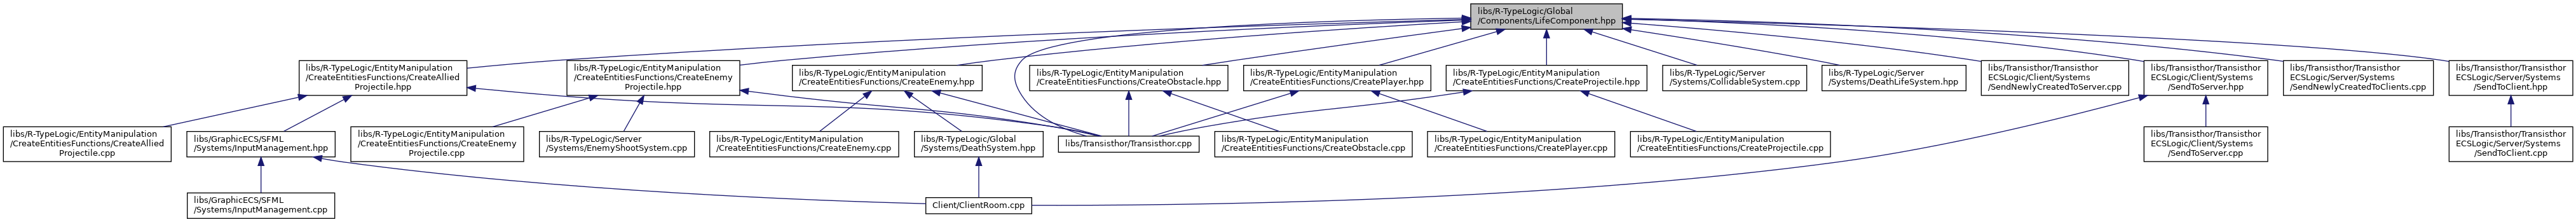 libs/R-TypeLogic/Global
/Components/LifeComponent.hpp
libs/R-TypeLogic/EntityManipulation
/CreateEntitiesFunctions/CreateAllied
Projectile.hpp
libs/R-TypeLogic/EntityManipulation
/CreateEntitiesFunctions/CreateEnemy
Projectile.hpp
libs/R-TypeLogic/EntityManipulation
/CreateEntitiesFunctions/CreateEnemy.hpp
libs/R-TypeLogic/EntityManipulation
/CreateEntitiesFunctions/CreateObstacle.hpp
libs/R-TypeLogic/EntityManipulation
/CreateEntitiesFunctions/CreatePlayer.hpp
libs/R-TypeLogic/EntityManipulation
/CreateEntitiesFunctions/CreateProjectile.hpp
libs/R-TypeLogic/Server
/Systems/CollidableSystem.cpp
libs/R-TypeLogic/Server
/Systems/DeathLifeSystem.hpp
libs/Transisthor/Transisthor
ECSLogic/Client/Systems
/SendNewlyCreatedToServer.cpp
libs/Transisthor/Transisthor
ECSLogic/Client/Systems
/SendToServer.hpp
libs/Transisthor/Transisthor
ECSLogic/Server/Systems
/SendNewlyCreatedToClients.cpp
libs/Transisthor/Transisthor
ECSLogic/Server/Systems
/SendToClient.hpp
libs/R-TypeLogic/EntityManipulation
/CreateEntitiesFunctions/CreateAllied
Projectile.cpp
libs/GraphicECS/SFML
/Systems/InputManagement.hpp
libs/R-TypeLogic/EntityManipulation
/CreateEntitiesFunctions/CreateEnemy
Projectile.cpp
libs/R-TypeLogic/Server
/Systems/EnemyShootSystem.cpp
libs/R-TypeLogic/EntityManipulation
/CreateEntitiesFunctions/CreateEnemy.cpp
libs/R-TypeLogic/Global
/Systems/DeathSystem.hpp
libs/Transisthor/Transisthor.cpp
libs/R-TypeLogic/EntityManipulation
/CreateEntitiesFunctions/CreateObstacle.cpp
libs/R-TypeLogic/EntityManipulation
/CreateEntitiesFunctions/CreatePlayer.cpp
libs/R-TypeLogic/EntityManipulation
/CreateEntitiesFunctions/CreateProjectile.cpp
libs/Transisthor/Transisthor
ECSLogic/Client/Systems
/SendToServer.cpp
libs/Transisthor/Transisthor
ECSLogic/Server/Systems
/SendToClient.cpp
libs/GraphicECS/SFML
/Systems/InputManagement.cpp
Client/ClientRoom.cpp